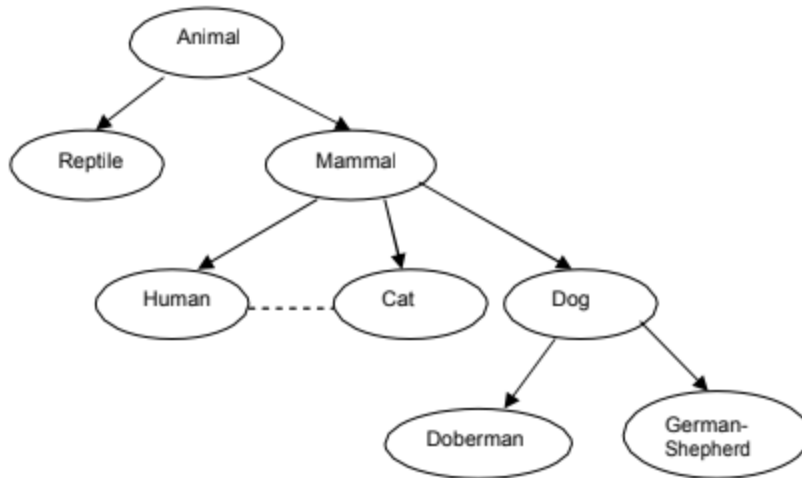 Animal
Reptile
Mammal
Human
Cat
Dog
Doberman
German-
Shepherd